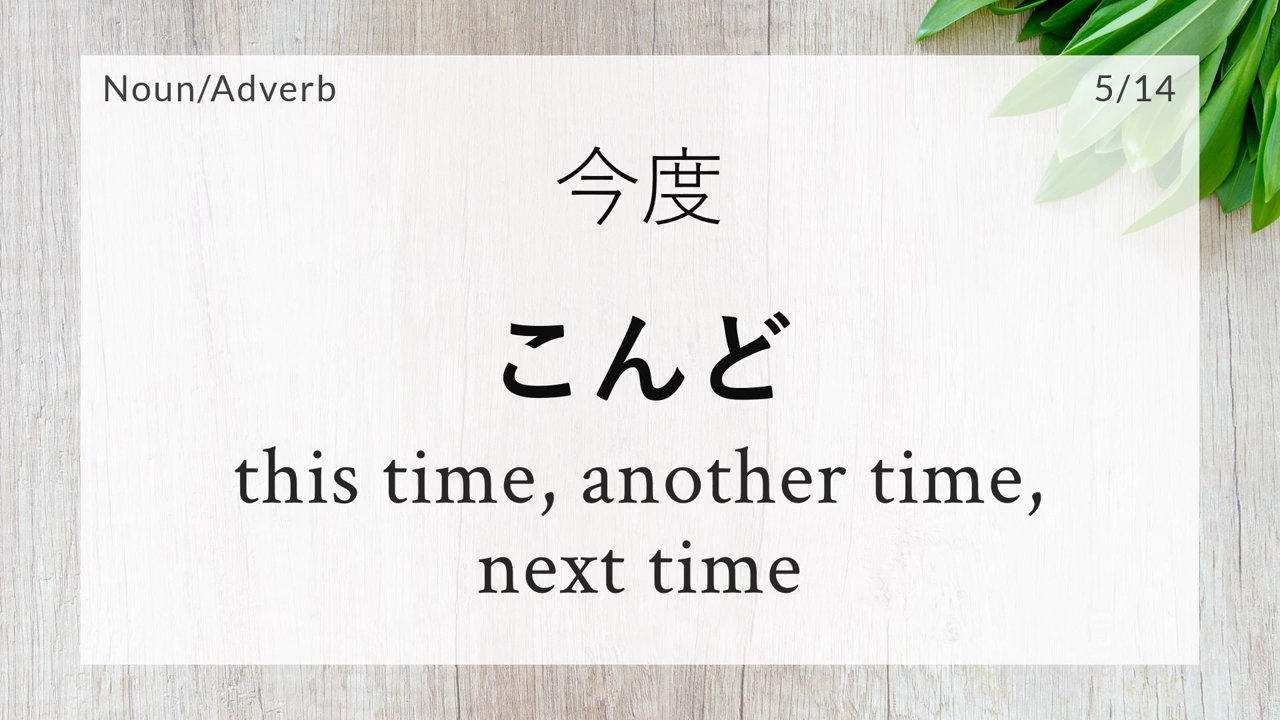 Noun/Adverb
5/14
今度
こんど
this time, another time,
next time